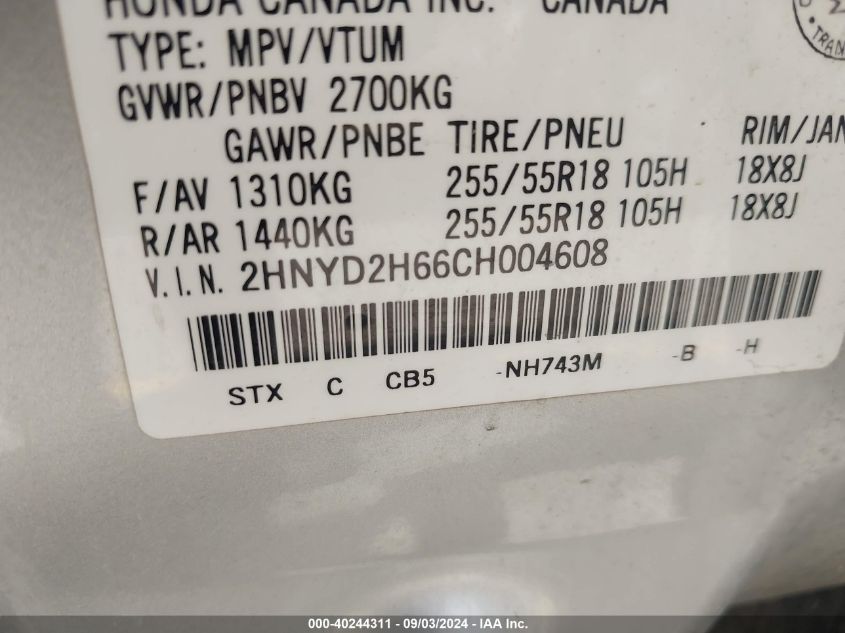 HONDA CANADA INC. CANADA
TYPE: MPV/VTUM
GVWR/PNBV 2700KG
GAWR/PNBE TIRE/PNEU RIM/JAN
F/AV 1310KG 255/55R18 105H 18X8J
R/AR 1440KG 255/55R18 105H 18X8J
V.I.N. 2HNYD2H66CH004608
STX C CB5 -NH743M -B -H
000-40244311 - 09/03/2024 - IAA Inc.